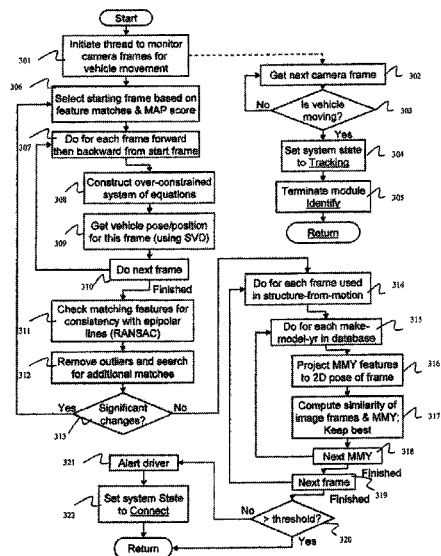 Start
301
Initiate thread to monitor
camera frames for
vehicle movement
306
Select starting frame based on
feature matches & MAP score
307
Do for each frame forward
then backward from start frame
308
Construct over-constrained
system of equations
309
Get vehicle pose/position
for this frame (using SVD)
310
Do next frame
Finished
311
Check matching features for
consistency with epipolar
lines (RANSAC)
312
Remove outliers and search
for additional matches
313
Significant
changes?
Yes
No
Get next camera frame
302
Is vehicle
moving?
303
No
Yes
Set system state
to Tracking
304
Terminate module
Identify
305
Return
Do for each frame used
in structure-from-motion
314
Do for each make-
model-yr in database
315
Project MMY features
to 2D pose of frame
316
Compute similarity of
image frames & MMY;
Keep best
317
Next MMY
318
Finished
Next frame
319
Finished
> threshold?
320
No
Yes
321
Alert driver
322
Set system State
to Connect
Return